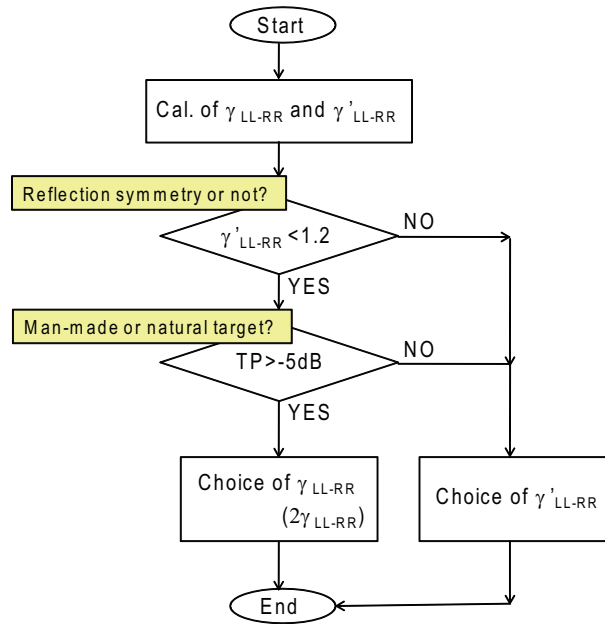 Start
Cal. of γ LL-RR and γ'LL-RR
Reflection symmetry or not?
γ'LL-RR <1.2
NO
YES
Man-made or natural target?
TP>-5dB
NO
YES
Choice of γ LL-RR
(2γ LL-RR)
Choice of γ'LL-RR
End